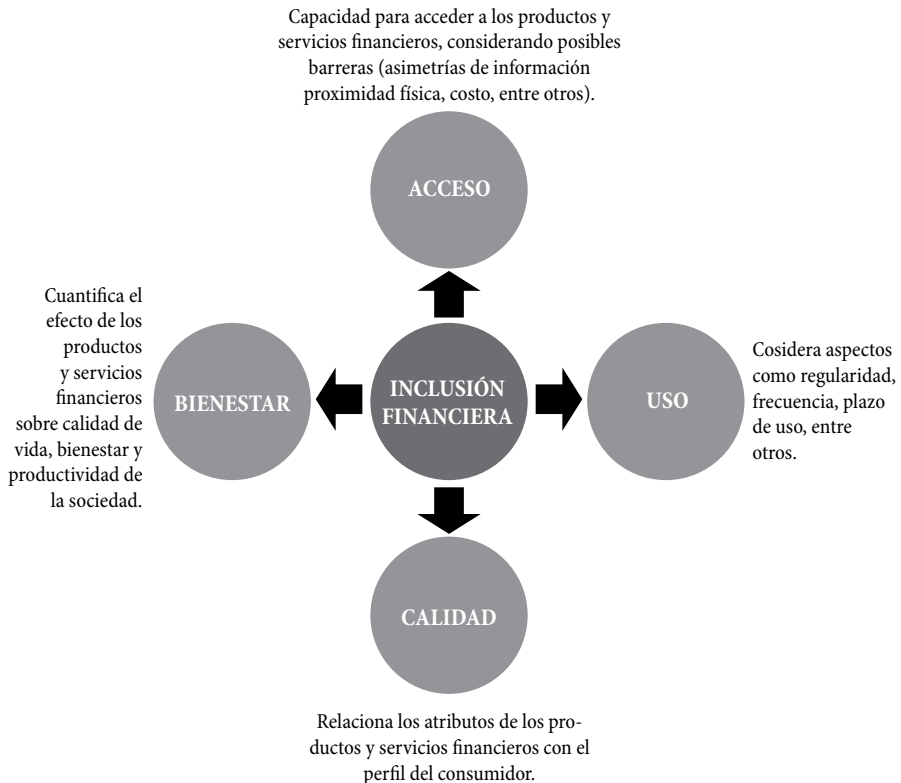 Capacidad para acceder a los productos y
servicios financieros, considerando posibles
barreras (asimetrías de información
proximidad física, costo, entre otros).
ACCESO
Cuantifica el
efecto de los
productos
y servicios
financieros
sobre calidad de
vida, bienestar y
productividad de
la sociedad.
BIENESTAR
INCLUSIÓN
FINANCIERA
USO
Cosidera aspectos
como regularidad,
frecuencia, plazo
de uso, entre
otros.
CALIDAD
Relaciona los atributos de los pro-
ductos y servicios financieros con el
perfil del consumidor.